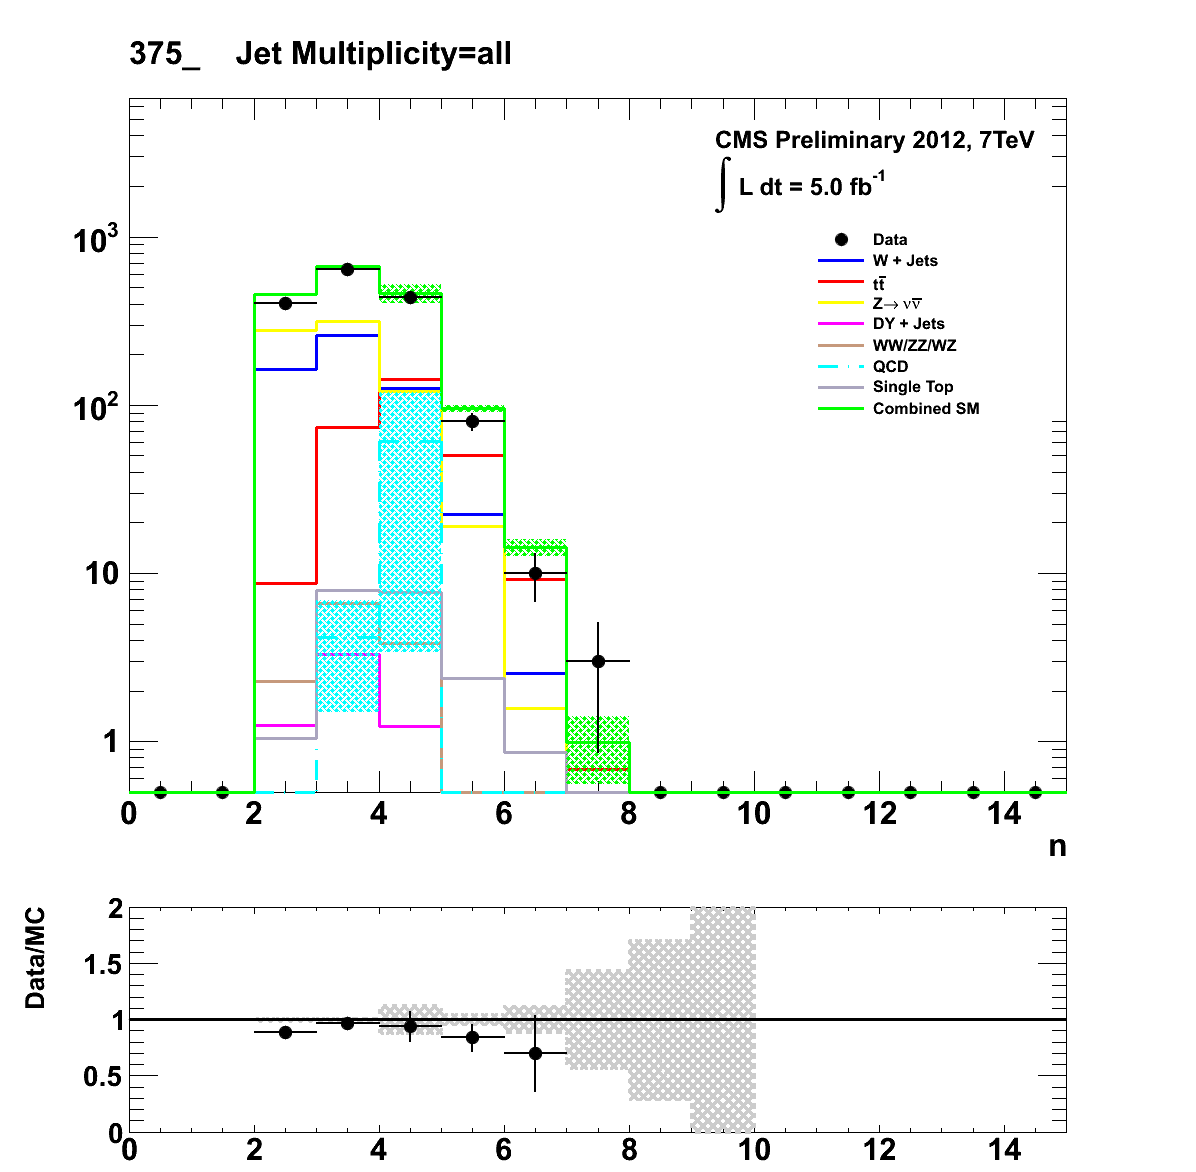 375_ Jet Multiplicity=all
CMS Preliminary 2012, 7TeV
∫ L dt = 5.0 fb⁻¹
Data
W + Jets
tt̅
Z→ νν̅
DY + Jets
WW/ZZ/WZ
QCD
Single Top
Combined SM
10³
10²
10
1
0 2 4 6 8 10 12 14
n
Data/MC
2
1.5
1
0.5
0
0 2 4 6 8 10 12 14